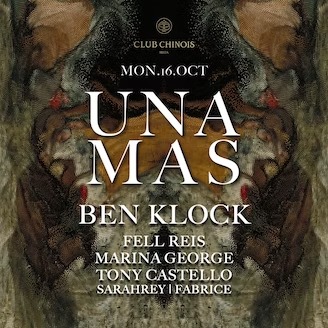 CLUB CHINOIS
IBIZA
MON.16.OCT
UNA
MAS
BEN KLOCK
FELL REIS
MARINA GEORGE
TONY CASTELLO
SARAHREY | FABRICE